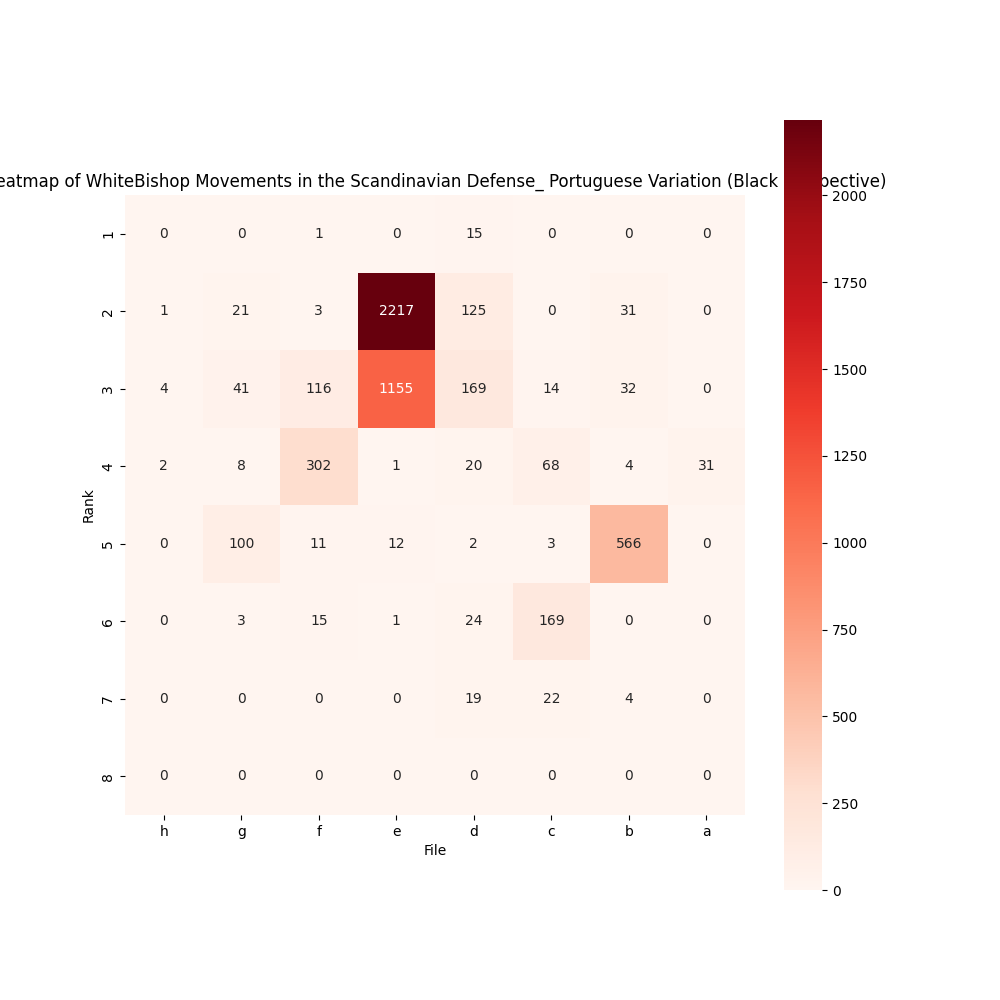 eatmap of WhiteBishop Movements in the Scandinavian Defense_ Portuguese Variation (Black pective)
1 0 0 1 0 15 0 0 0
2 1 21 3 2217 125 0 31 0
3 4 41 116 1155 169 14 32 0
4 2 8 302 1 20 68 4 31
5 0 100 11 12 2 3 566 0
6 0 3 15 1 24 169 0 0
7 0 0 0 0 19 22 4 0
8 0 0 0 0 0 0 0 0
Rank
h g f e d c b a
File
2000
1750
1500
1250
1000
750
500
250
0